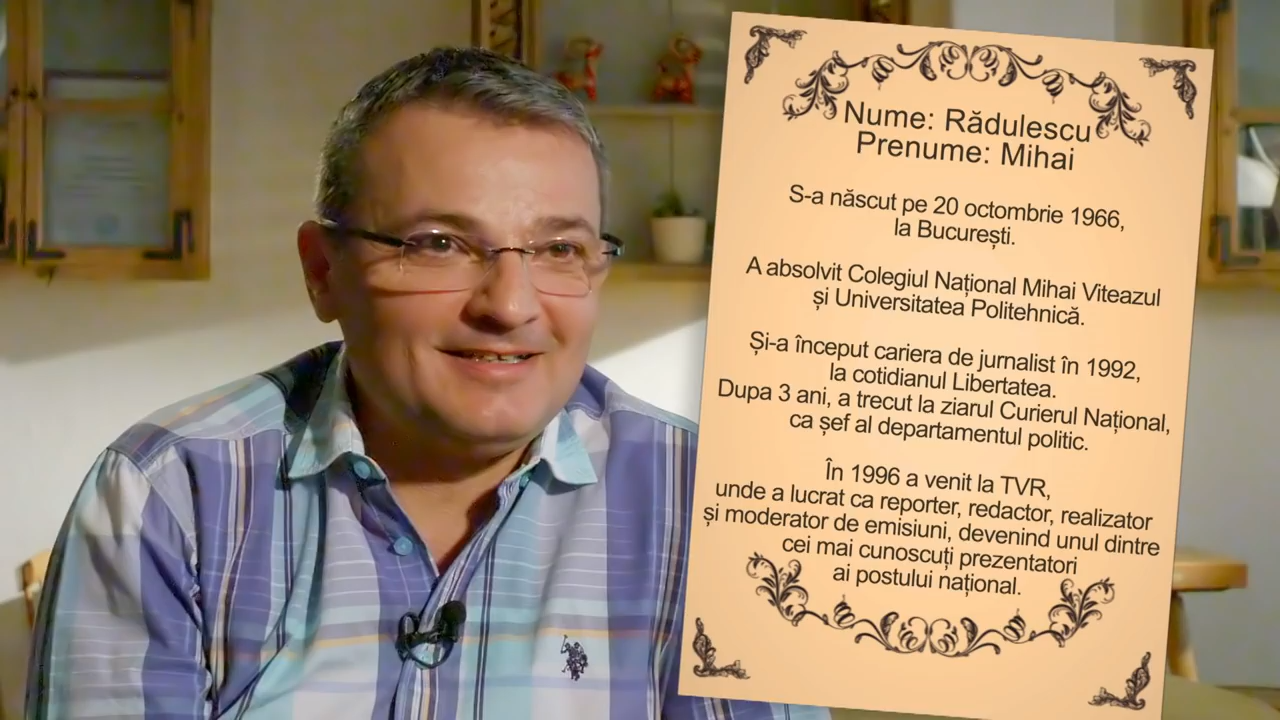 Nume: Rădulescu
Prenume: Mihai
S-a născut pe 20 octombrie 1966,
la București.
A absolvit Colegiul Național Mihai Viteazul
și Universitatea Politehnică.
Și-a început cariera de jurnalist în 1992,
la cotidianul Libertatea.
Dupa 3 ani, a trecut la ziarul Curierul Național,
ca șef al departamentul politic.
În 1996 a venit la TVR,
unde a lucrat ca reporter, redactor, realizator
și moderator de emisiuni, devenind unul dintre
cei mai cunoscuți prezentatori
ai postului național.